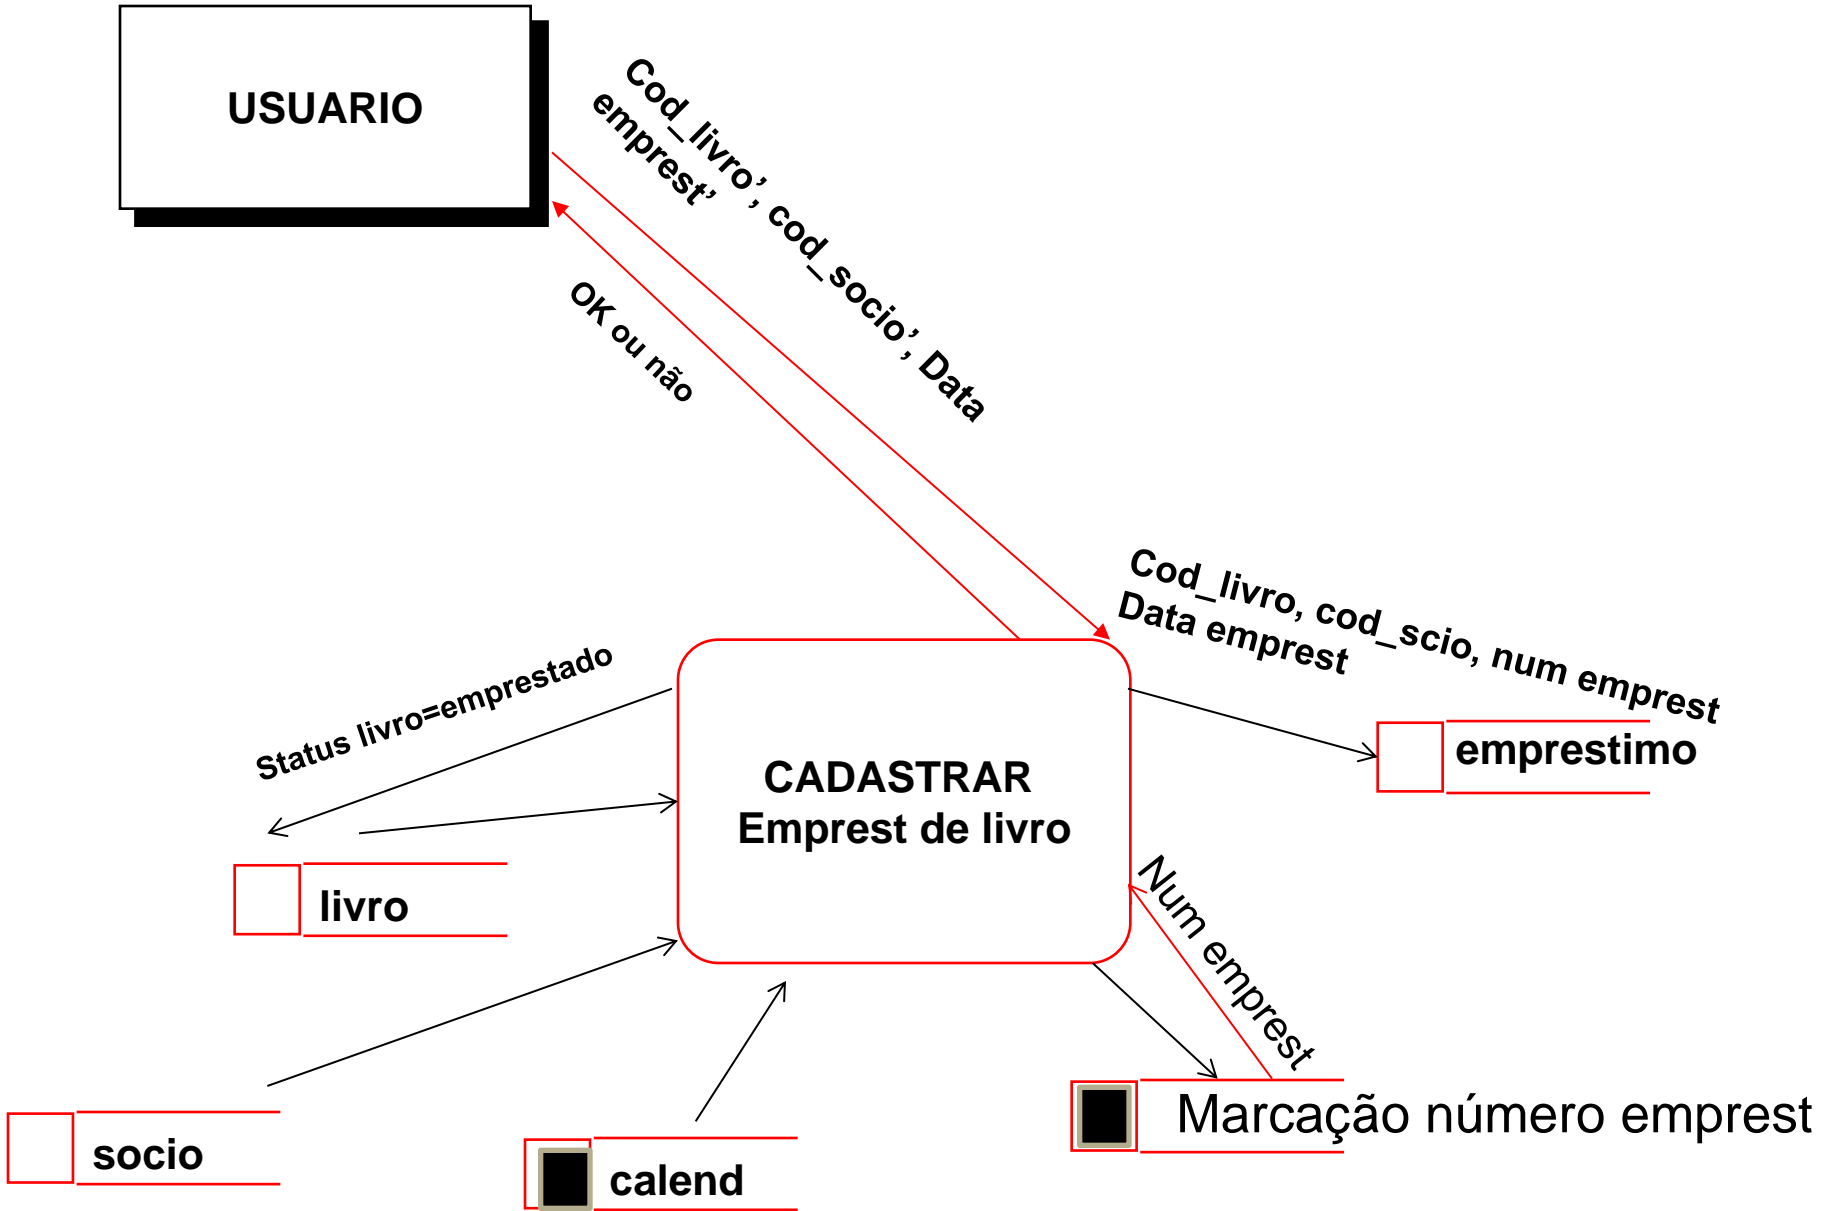 USUARIO
Cod_livro’, cod_socio’, Data
emprest’
OK ou não
Cod_livro, cod_scio, num emprest
Data emprest
Status livro=emprestado
emprestimo
CADASTRAR
Emprest de livro
livro
Num emprest
socio
calend
Marcação número emprest